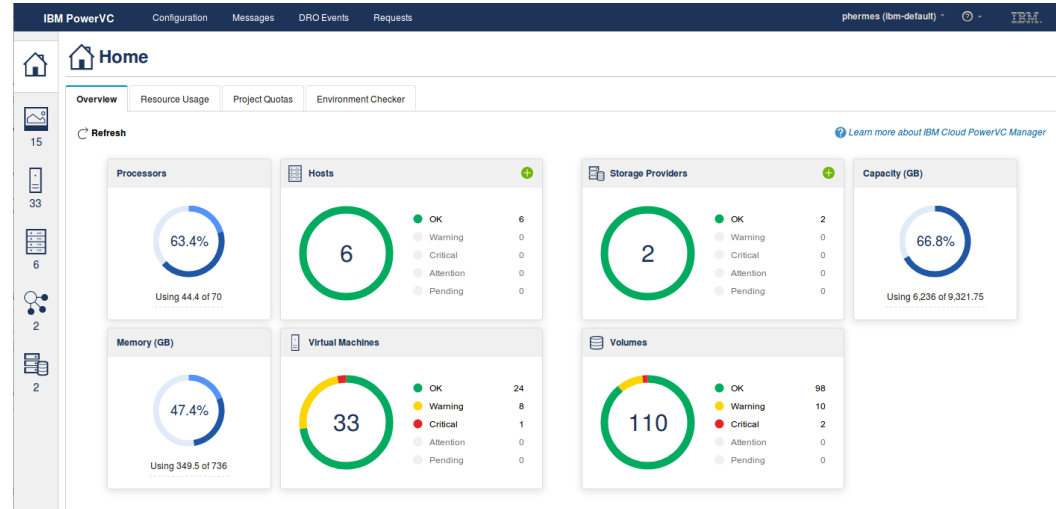 IBM PowerVC Configuration Messages DRO Events Requests phermes (ibm-default) IBM
Home
Overview Resource Usage Project Quotas Environment Checker
Refresh
Learn more about IBM Cloud PowerVC Manager
15
33
6
2
2
Processors
63.4%
Using 44.4 of 70
Hosts
6
OK 6
Warning 0
Critical 0
Attention 0
Pending 0
Storage Providers
2
OK 2
Warning 0
Critical 0
Attention 0
Pending 0
Capacity (GB)
66.8%
Using 6,236 of 9,321.75
Memory (GB)
47.4%
Using 349.5 of 736
Virtual Machines
33
OK 24
Warning 8
Critical 1
Attention 0
Pending 0
Volumes
110
OK 98
Warning 10
Critical 2
Attention 0
Pending 0